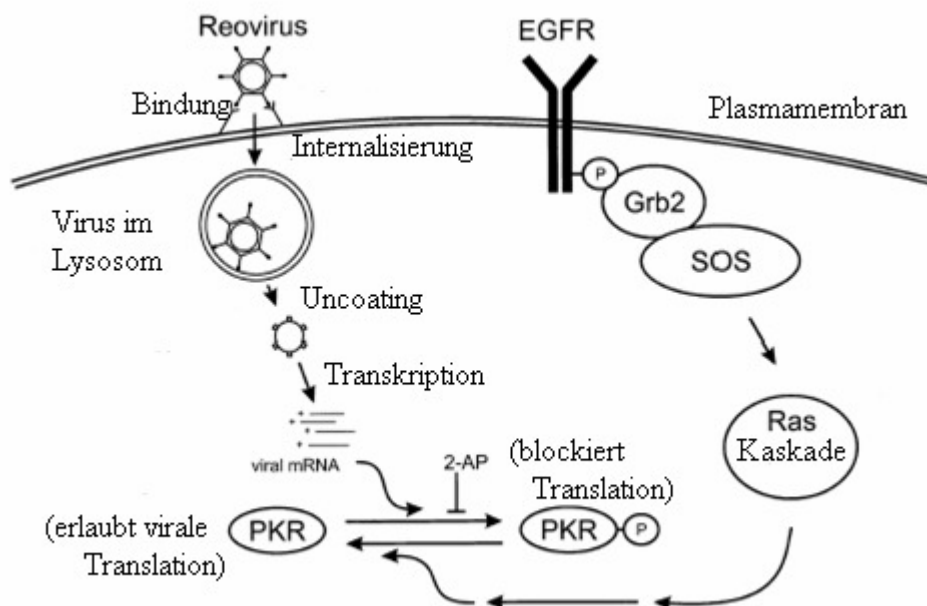 Reovirus
EGFR
Bindung
Plasmamembran
Internalisierung
P
Grb2
Virus im
Lysosom
SOS
Uncoating
Transkription
Ras
Kaskade
+
+
+
+
viral mRNA
2-AP
(blockiert
Translation)
(erlaubt virale
Translation)
PKR
PKR
P